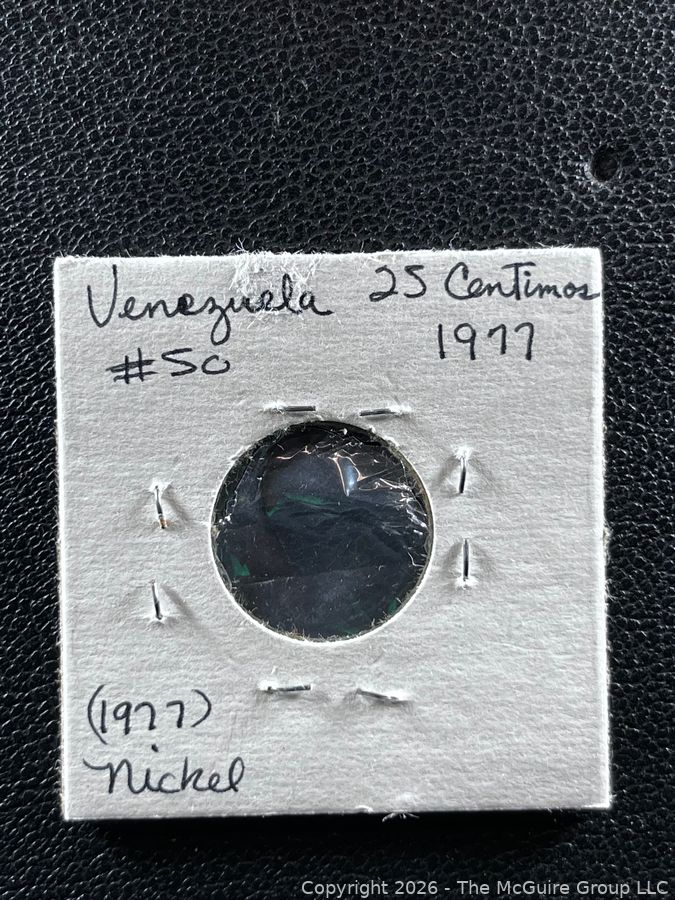 Venezuela 25 Centimos
#50 1977
(1977)
Nickel
Copyright 2026 - The McGuire Group LLC